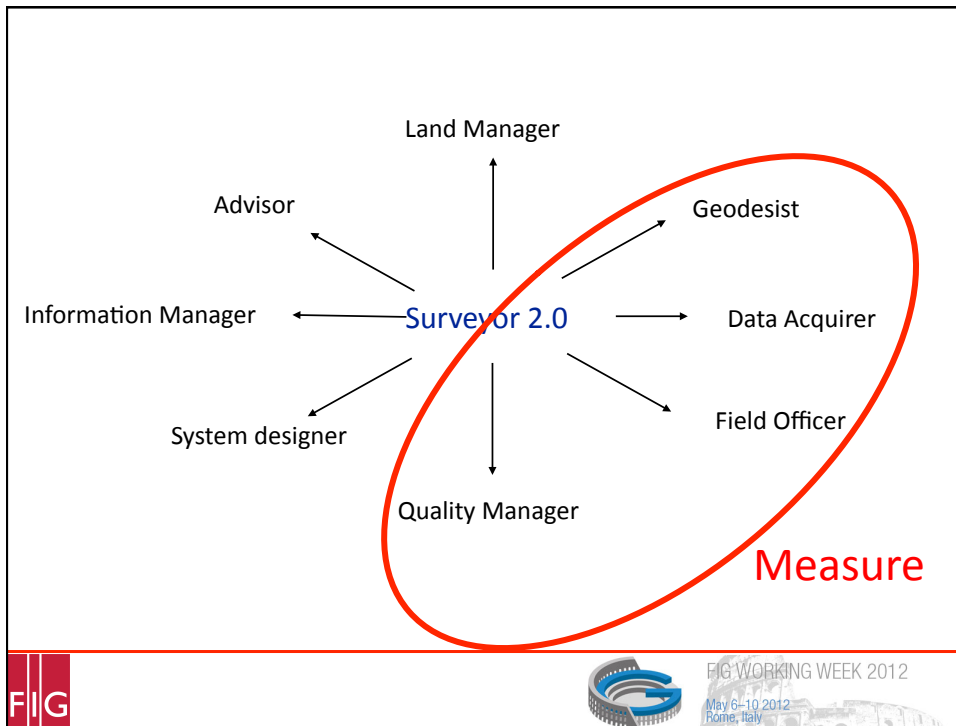 Land Manager
Advisor
Geodesist
Information Manager
Surveyor 2.0
Data Acquirer
System designer
Field Officer
Quality Manager
Measure
FIG
FIG WORKING WEEK 2012
May 6–10 2012
Rome, Italy